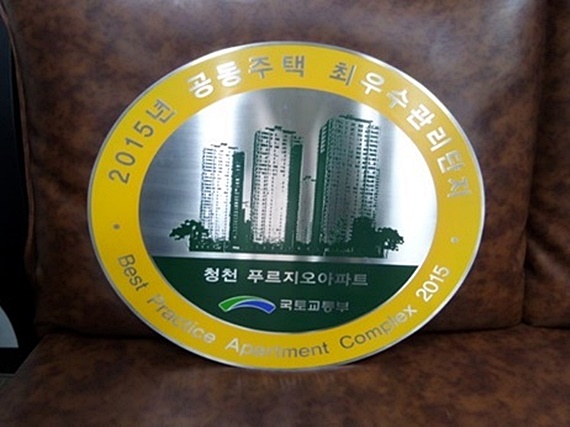 2015년 공동주택 최우수관리단지
청천 푸르지오아파트
국토교통부
Best Practice Apartment Complex 2015